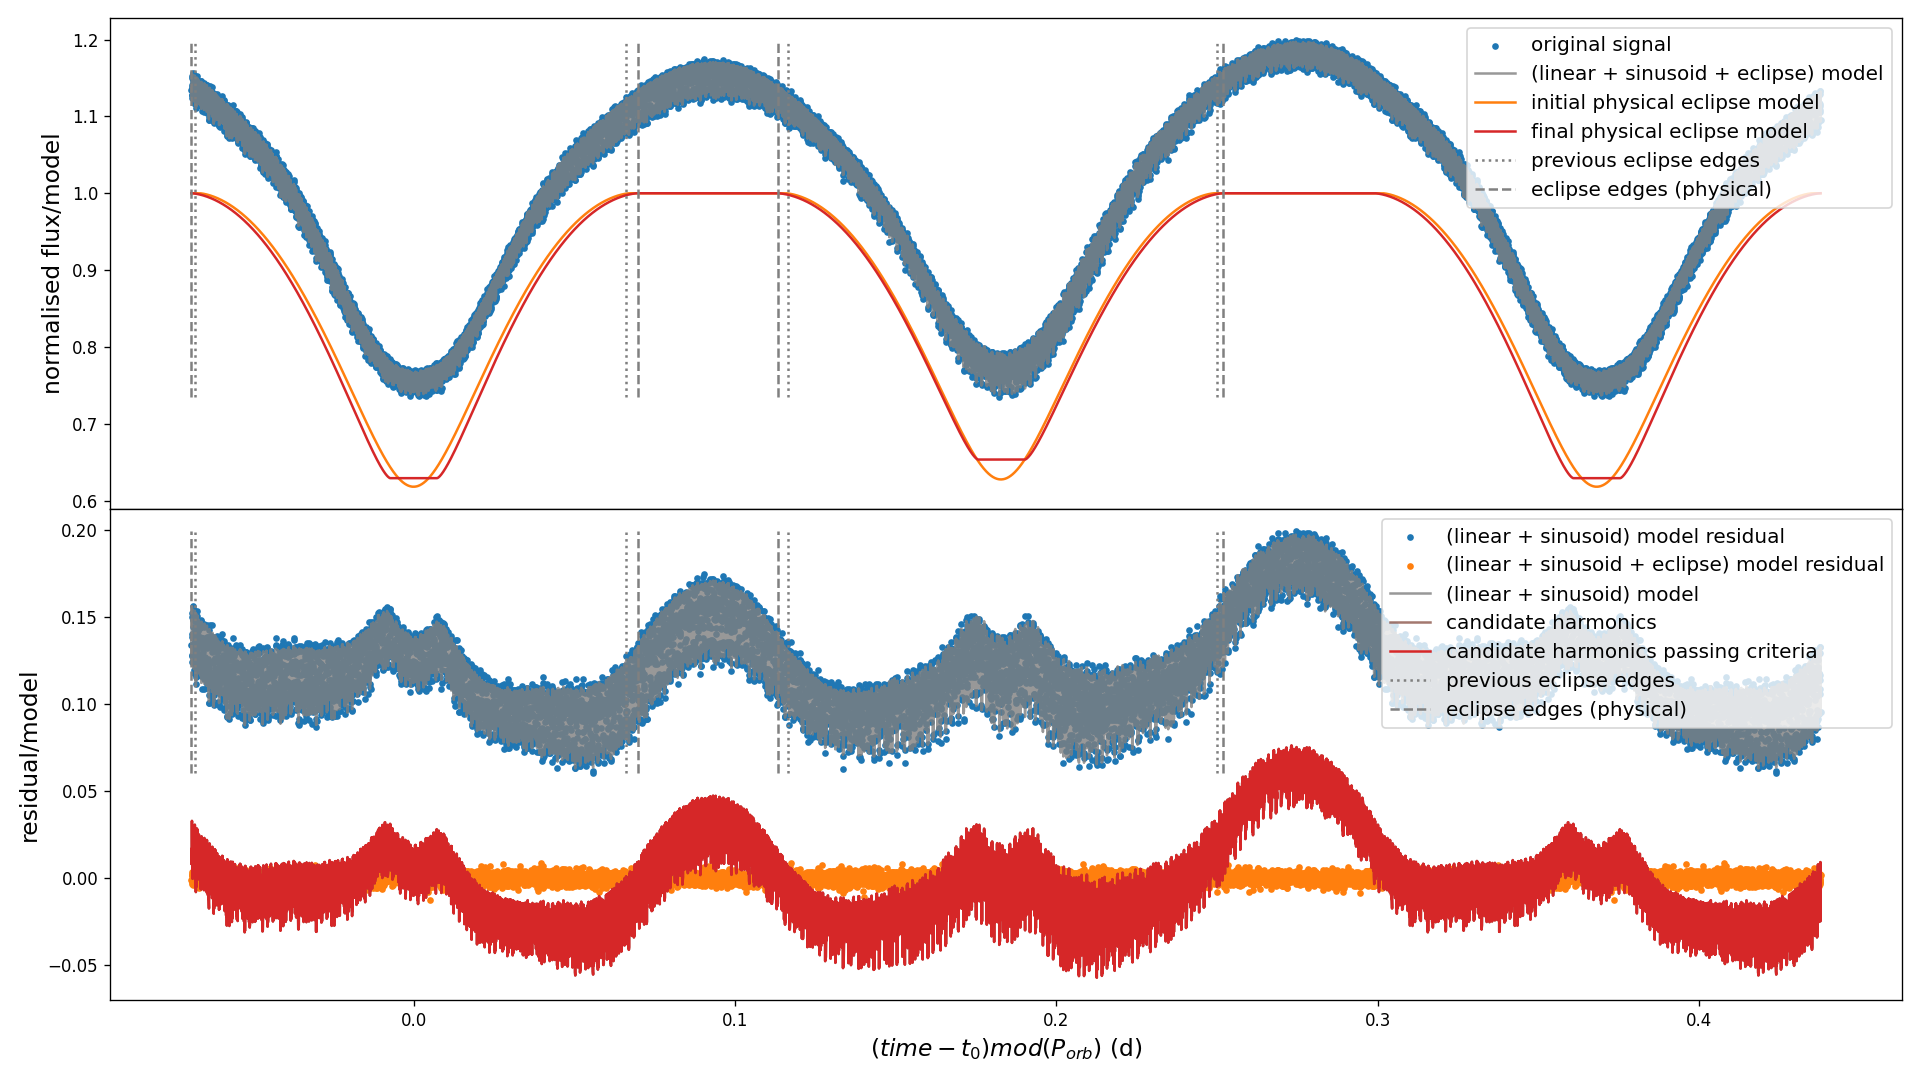 normalised flux/model
1.2
1.1
1.0
0.9
0.8
0.7
0.6
original signal
(linear + sinusoid + eclipse) model
initial physical eclipse model
final physical eclipse model
previous eclipse edges
eclipse edges (physical)
residual/model
0.20
0.15
0.10
0.05
0.00
−0.05
(linear + sinusoid) model residual
(linear + sinusoid + eclipse) model residual
(linear + sinusoid) model
candidate harmonics
candidate harmonics passing criteria
previous eclipse edges
eclipse edges (physical)
0.0 0.1 0.2 0.3 0.4
(time − t₀)mod(P_orb) (d)